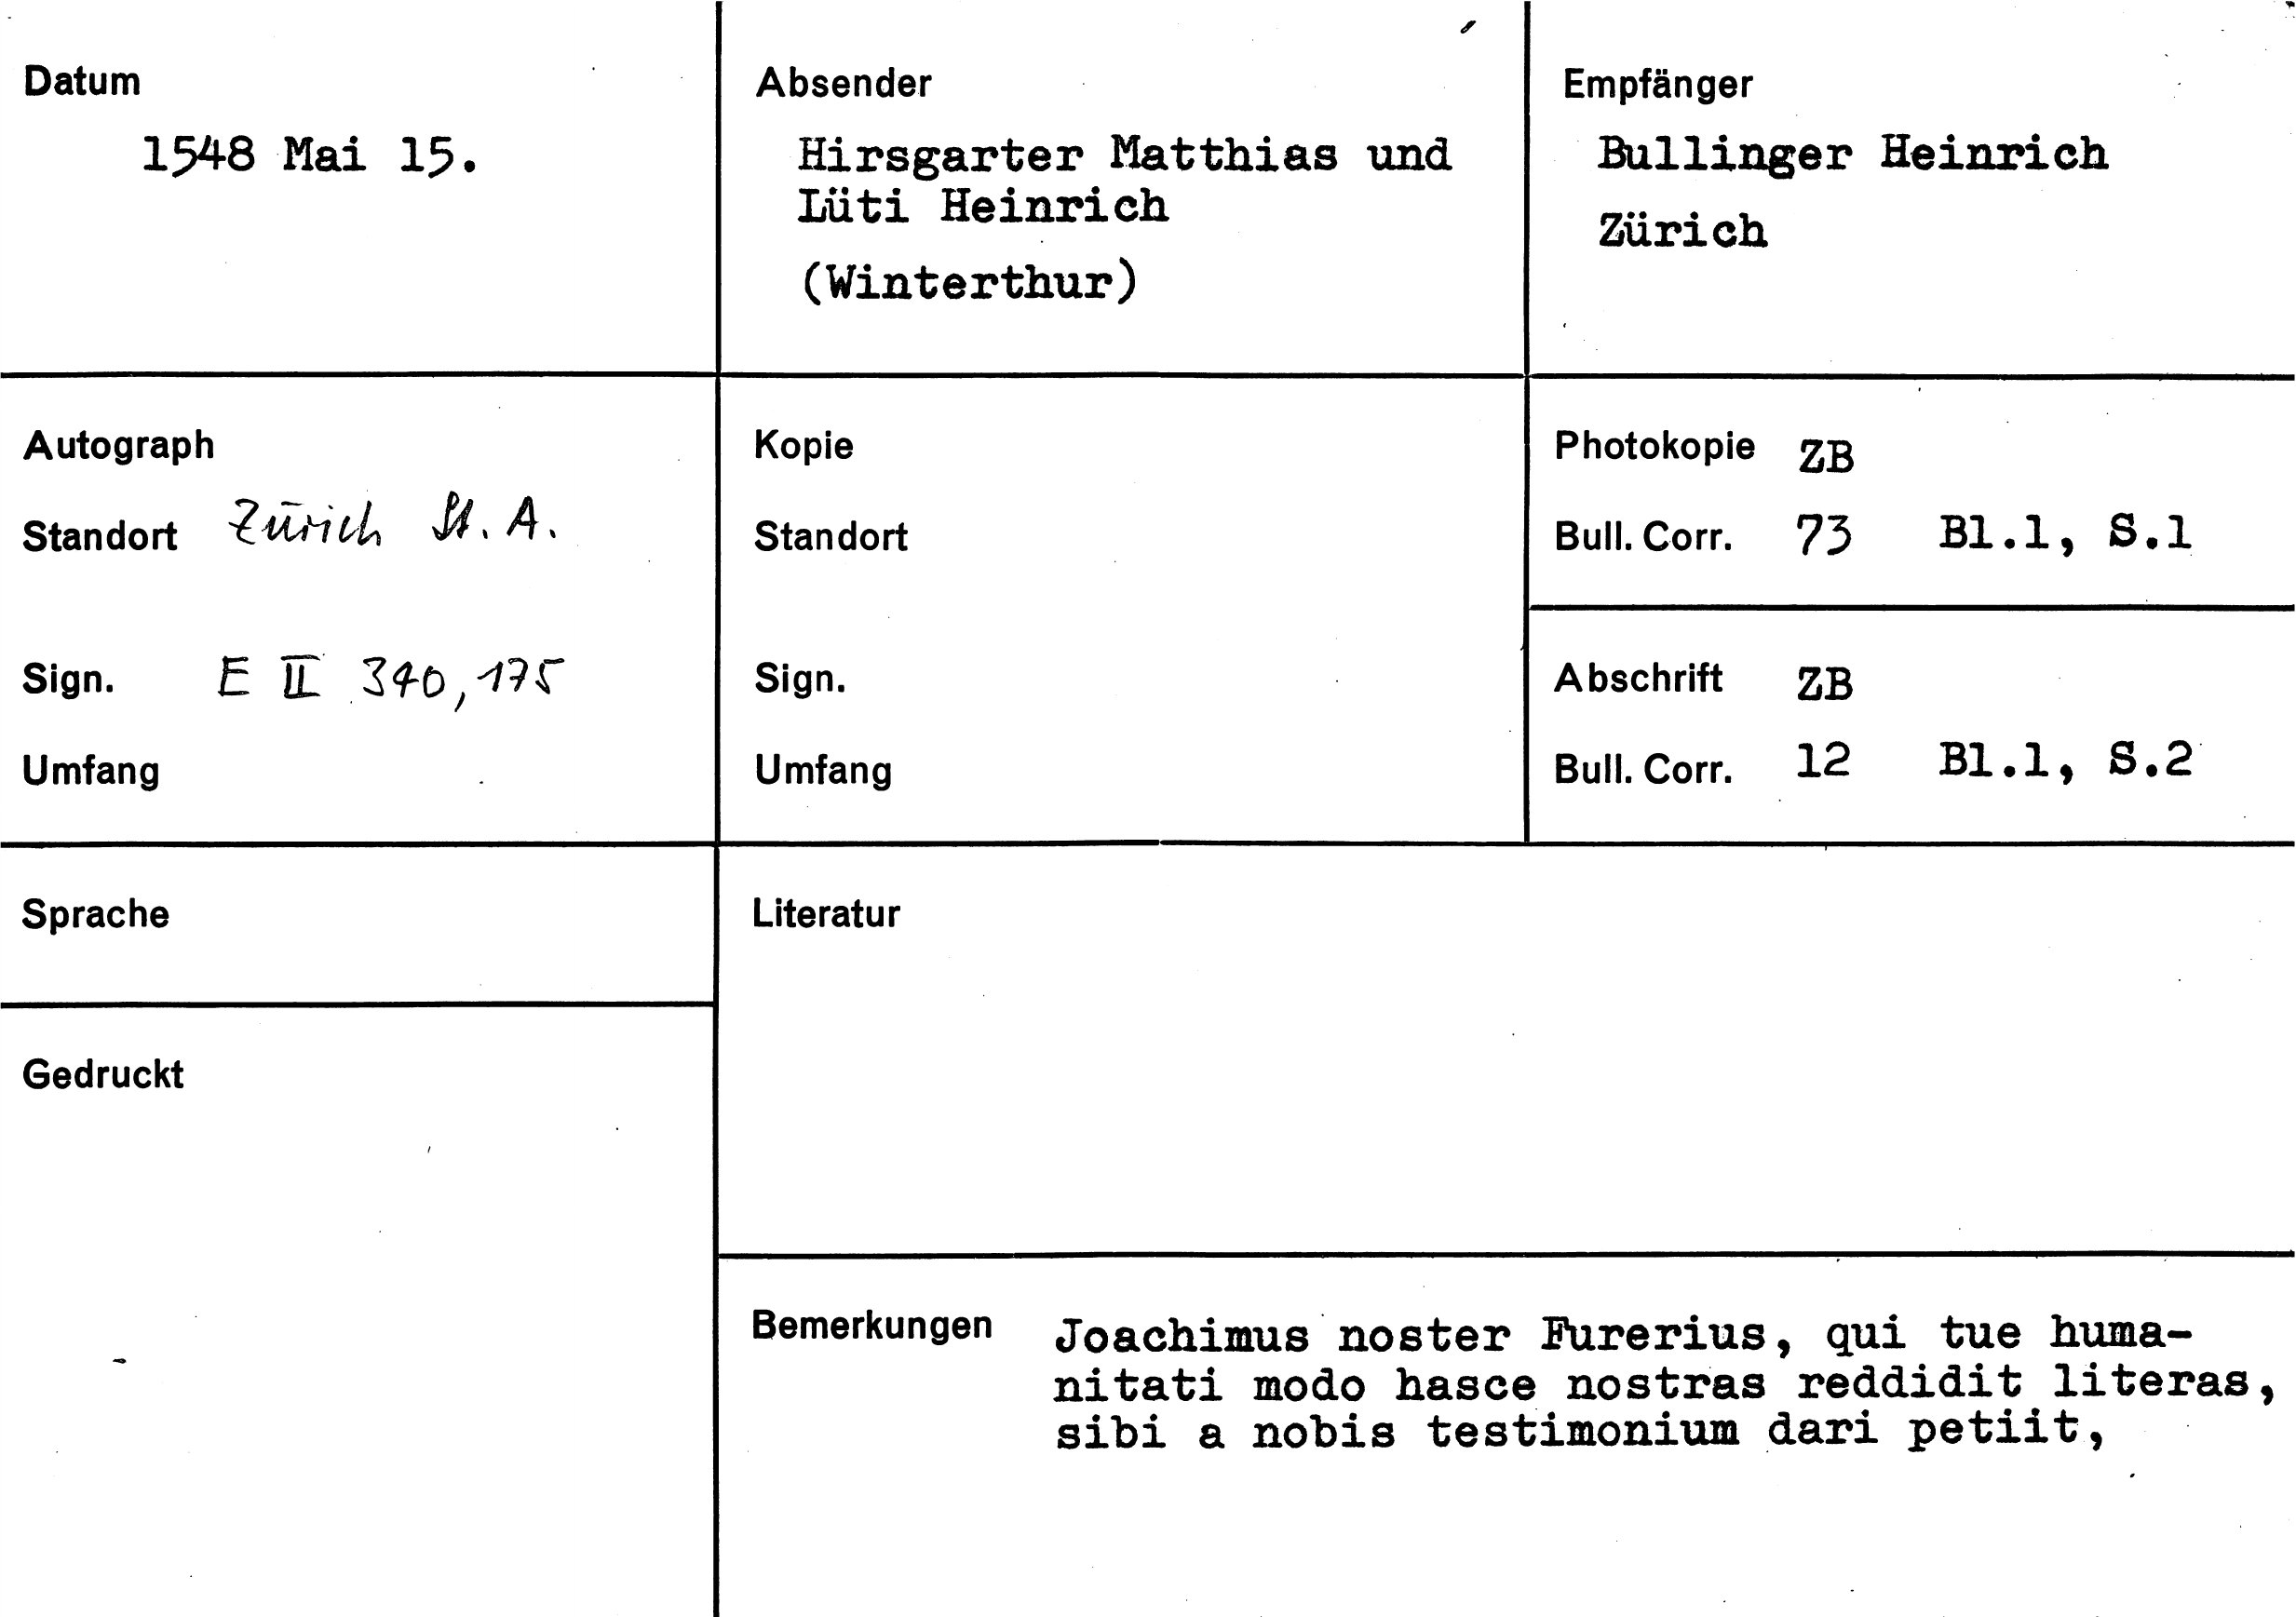 Datum
1548 Mai 15.
Absender
Hirsgarter Matthias und
Lüti Heinrich
(Winterthur)
Empfänger
Bullinger Heinrich
Zürich
Autograph
Standort Zürich St. A.
Sign. E II 340, 175
Umfang
Kopie
Standort
Sign.
Umfang
Photokopie ZB
Bull. Corr. 73 Bl.1, S.1
Abschrift ZB
Bull. Corr. 12 Bl.1, S.2
Sprache
Gedruckt
Literatur
Bemerkungen Joachimus noster Furerius, qui tue huma-
nitati modo hasce nostras reddidit literas,
sibi a nobis testimonium dari petiit,